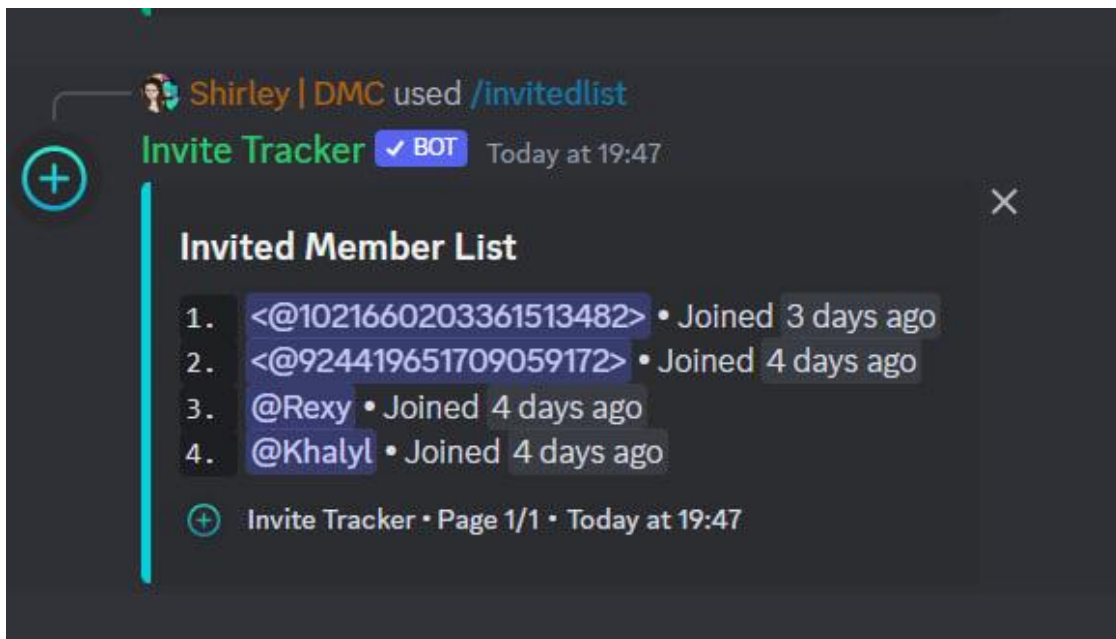 Shirley | DMC used /invitedlist
Invite Tracker ✓ BOT Today at 19:47
Invited Member List
1. <@1021660203361513482> • Joined 3 days ago
2. <@924419651709059172> • Joined 4 days ago
3. @Rexy • Joined 4 days ago
4. @Khalyl • Joined 4 days ago
Invite Tracker • Page 1/1 • Today at 19:47